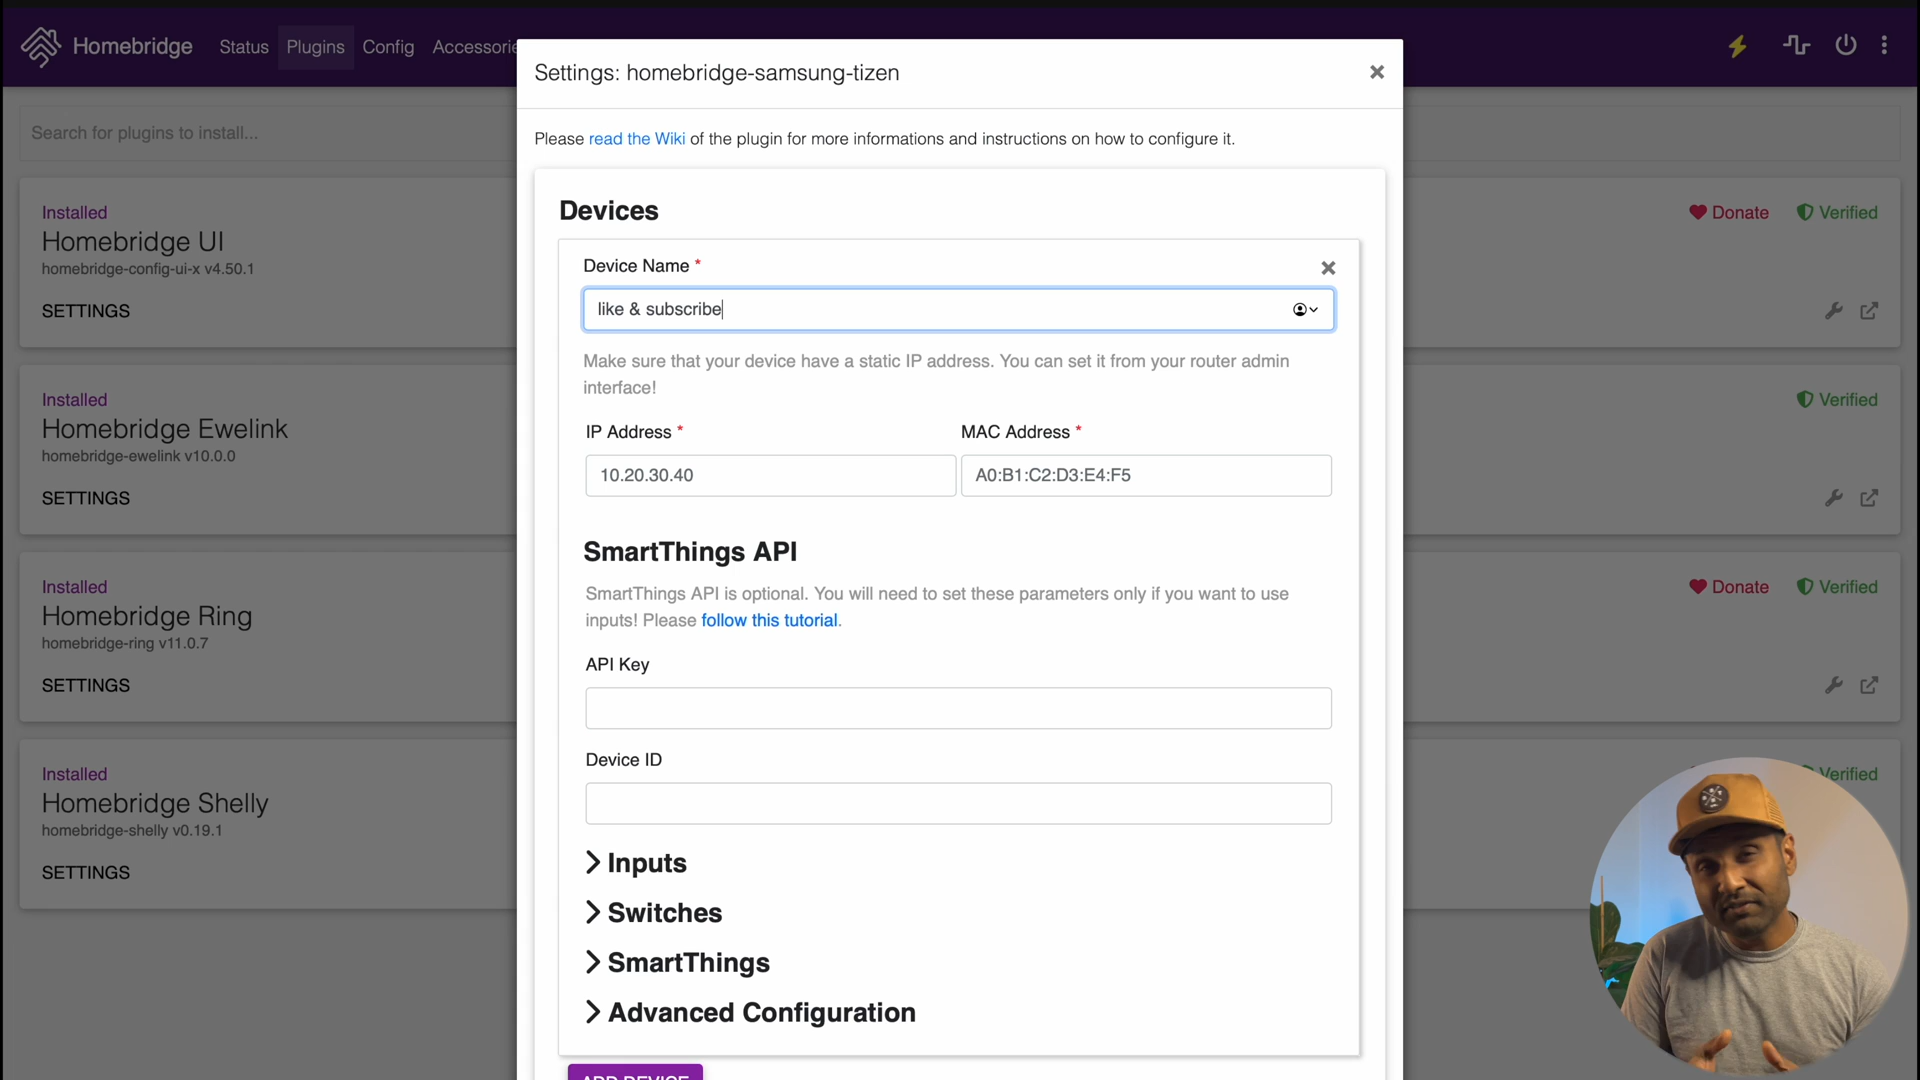 Homebridge
Status
Plugins
Config
Accessorie
Settings: homebridge-samsung-tizen
Search for plugins to install...
Please read the Wiki of the plugin for more informations and instructions on how to configure it.
Installed
Homebridge UI
homebridge-config-ui-x v4.50.1
SETTINGS
Donate
Verified
Installed
Homebridge Ewelink
homebridge-ewelink v10.0.0
SETTINGS
Verified
Installed
Homebridge Ring
homebridge-ring v11.0.7
SETTINGS
Donate
Verified
Installed
Homebridge Shelly
homebridge-shelly v0.19.1
SETTINGS
Verified
Devices
Device Name *
like & subscribe
Make sure that your device have a static IP address. You can set it from your router admin
interface!
IP Address *
MAC Address *
10.20.30.40
A0:B1:C2:D3:E4:F5
SmartThings API
SmartThings API is optional. You will need to set these parameters only if you want to use
inputs! Please follow this tutorial.
API Key
Device ID
Inputs
Switches
SmartThings
Advanced Configuration
ADD DEVICE